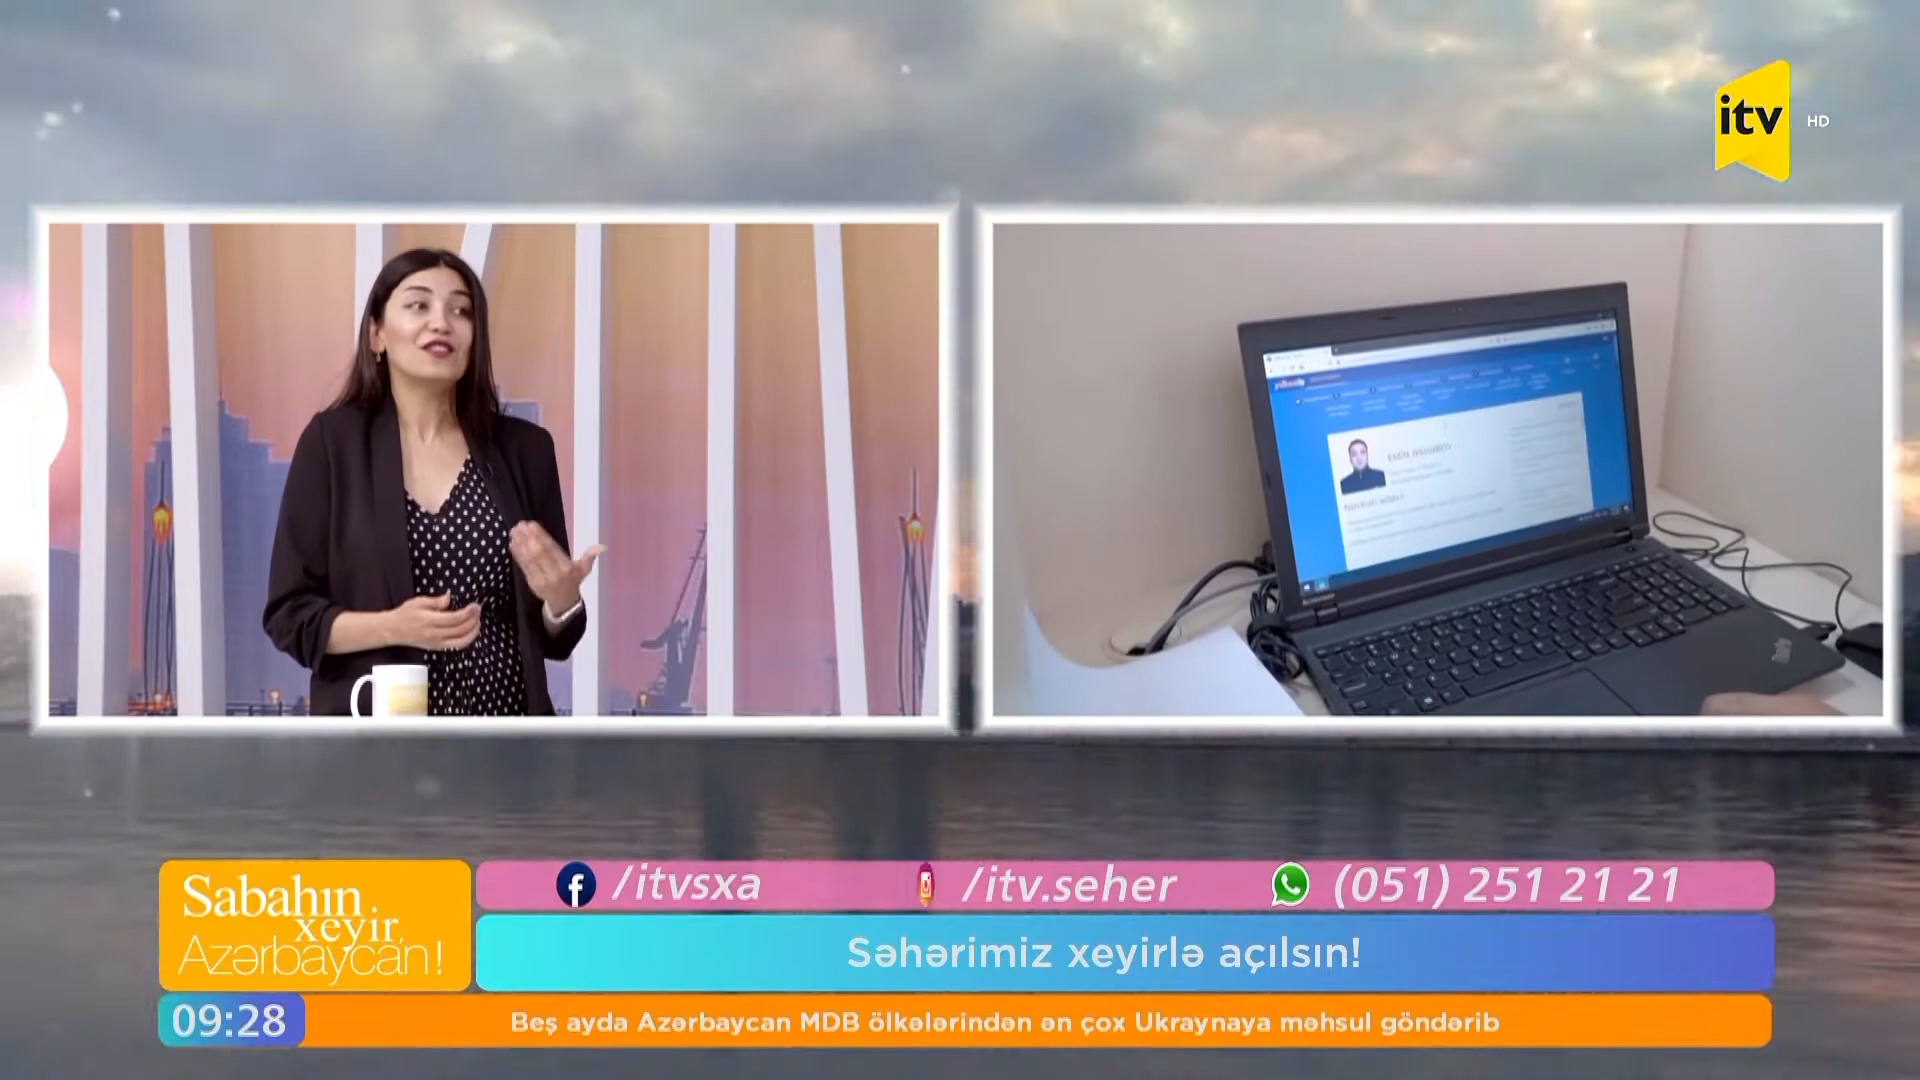 itv HD
EMİN
/itvsxa
/itv.seher
(051) 251 21 21
Sabahın
xeyir,
Azərbaycan!
Səhərimiz xeyirlə açılsın!
09:28
Beş ayda Azərbaycan MDB ölkələrindən ən çox Ukraynaya məhsul göndərib